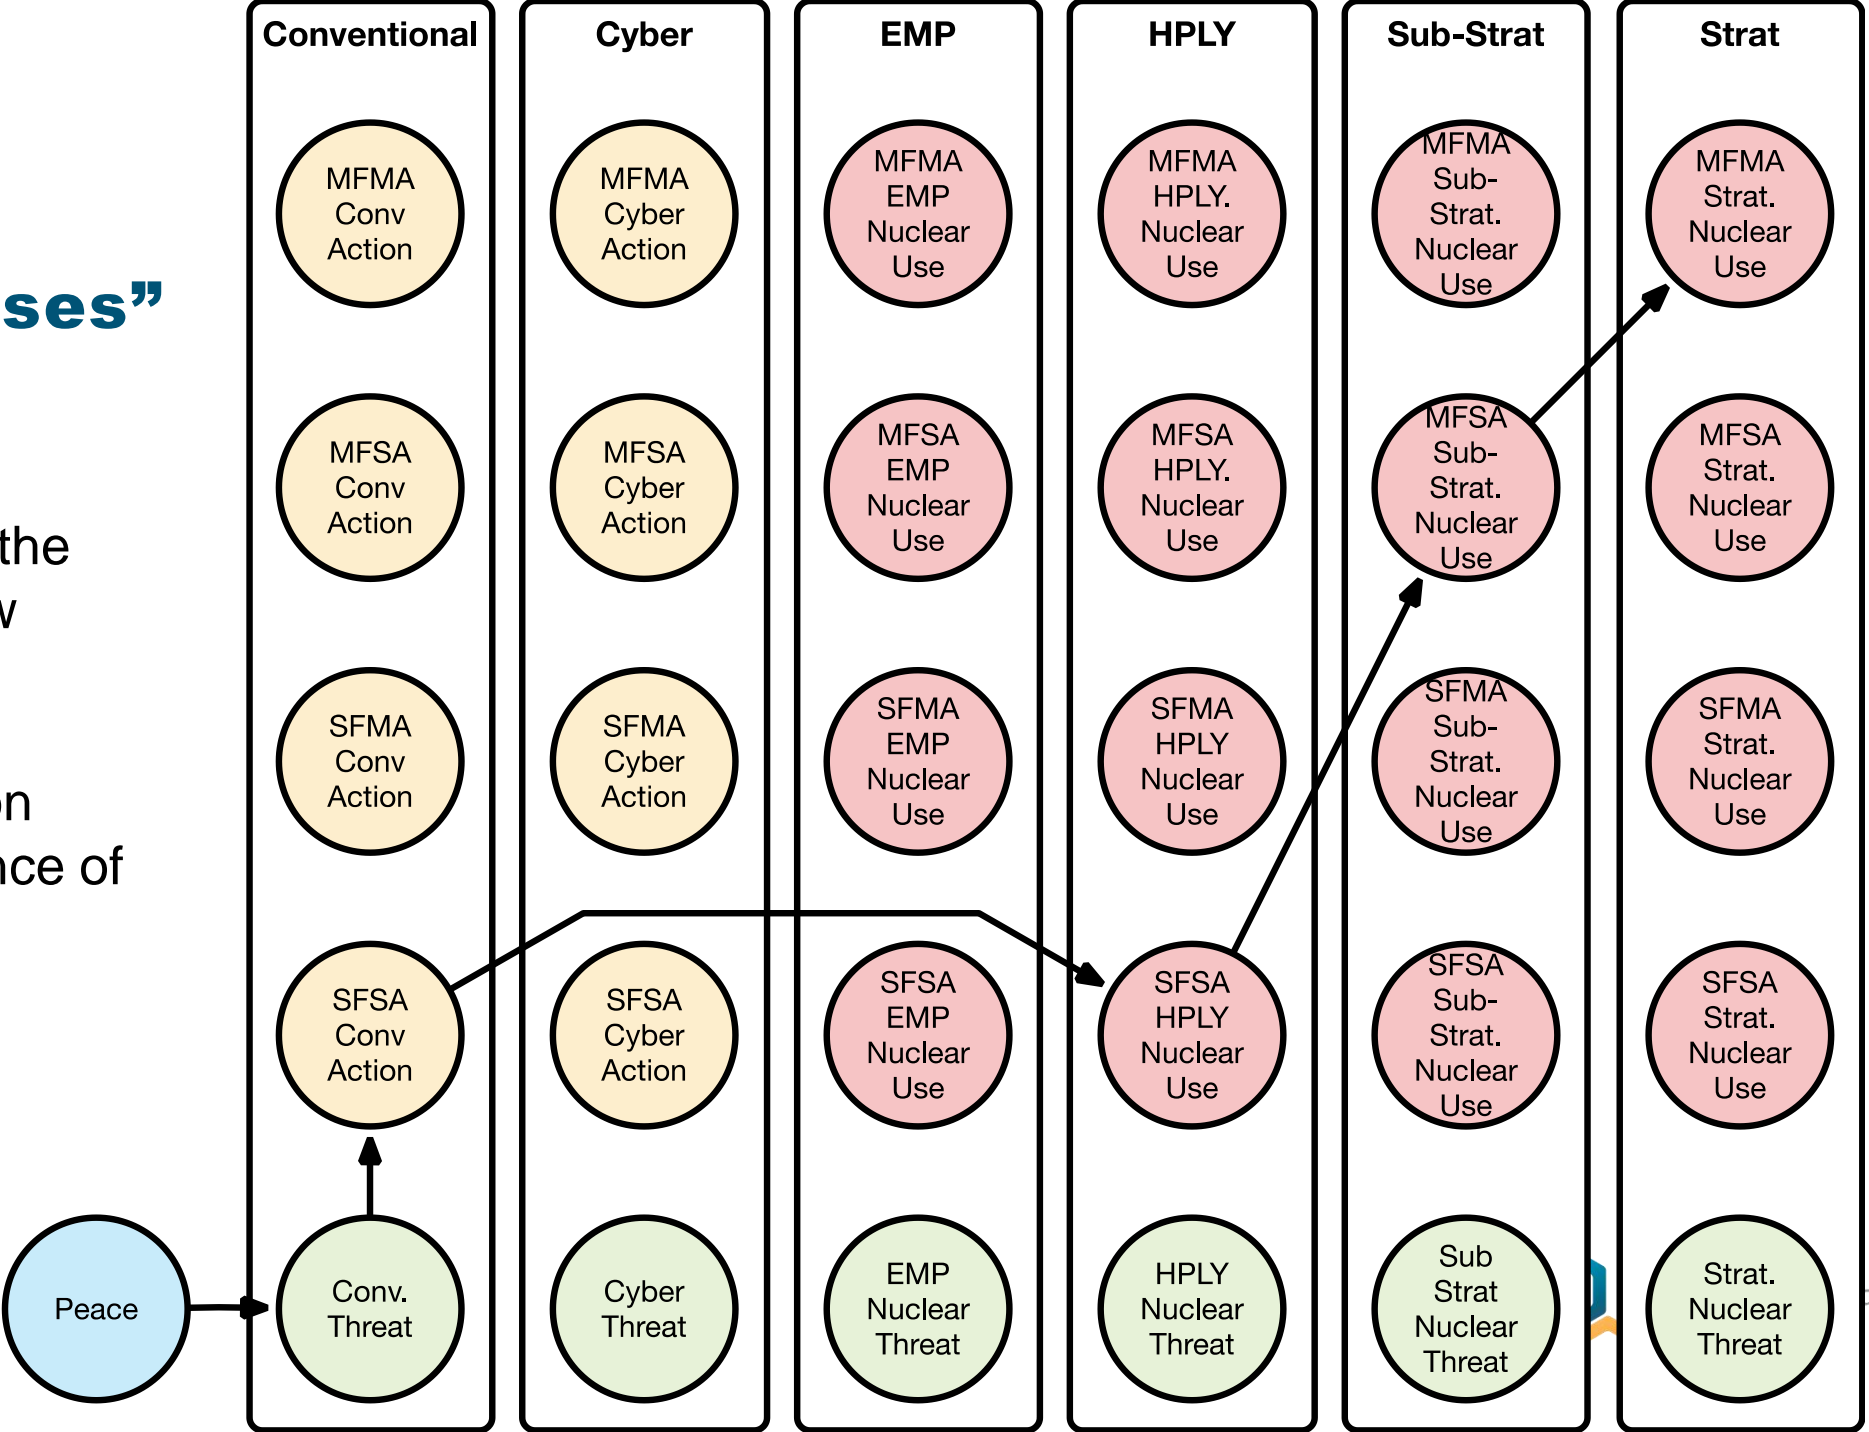 ses”
the
w
on
nce of
Conventional
MFMA
Conv
Action
MFSA
Conv
Action
SFMA
Conv
Action
SFSA
Conv
Action
Conv.
Threat
Peace
Cyber
MFMA
Cyber
Action
MFSA
Cyber
Action
SFMA
Cyber
Action
SFSA
Cyber
Action
Cyber
Threat
EMP
MFMA
EMP
Nuclear
Use
MFSA
EMP
Nuclear
Use
SFMA
EMP
Nuclear
Use
SFSA
EMP
Nuclear
Use
EMP
Nuclear
Threat
HPLY
MFMA
HPLY.
Nuclear
Use
MFSA
HPLY.
Nuclear
Use
SFMA
HPLY
Nuclear
Use
SFSA
HPLY
Nuclear
Use
HPLY
Nuclear
Threat
Sub-Strat
MFMA
Sub-
Strat.
Nuclear
Use
MFSA
Sub-
Strat.
Nuclear
Use
SFMA
Sub-
Strat.
Nuclear
Use
SFSA
Sub-
Strat.
Nuclear
Use
Sub
Strat
Nuclear
Threat
Strat
MFMA
Strat.
Nuclear
Use
MFSA
Strat.
Nuclear
Use
SFMA
Strat.
Nuclear
Use
SFSA
Strat.
Nuclear
Use
Strat.
Nuclear
Threat